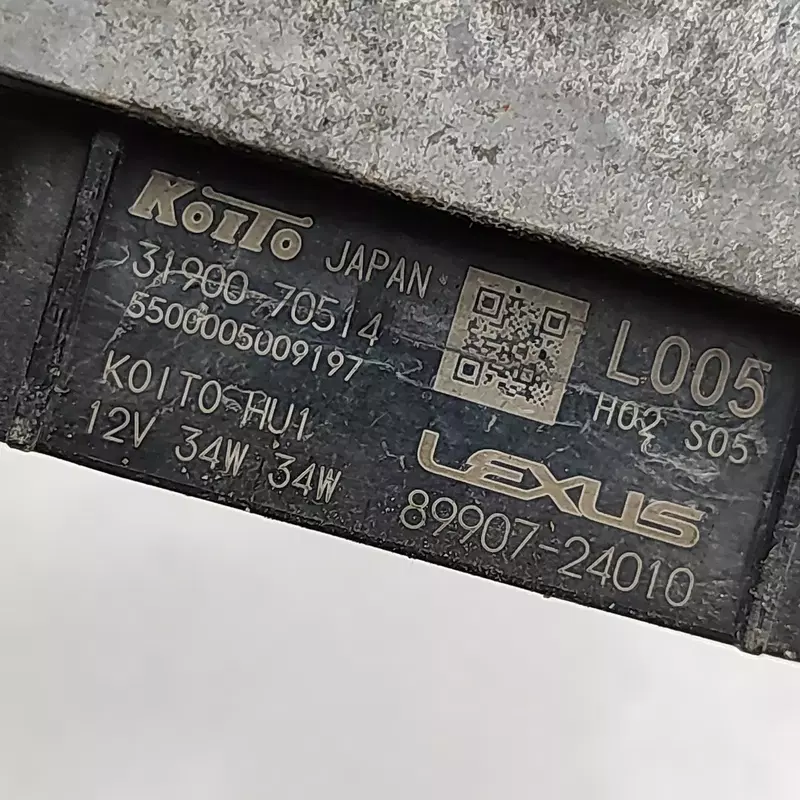 KOITO JAPAN
31900 70514
5500005009197
KOITO HU1
12V 34W 34W
L005
H02 S05
LEXUS
89907-24010